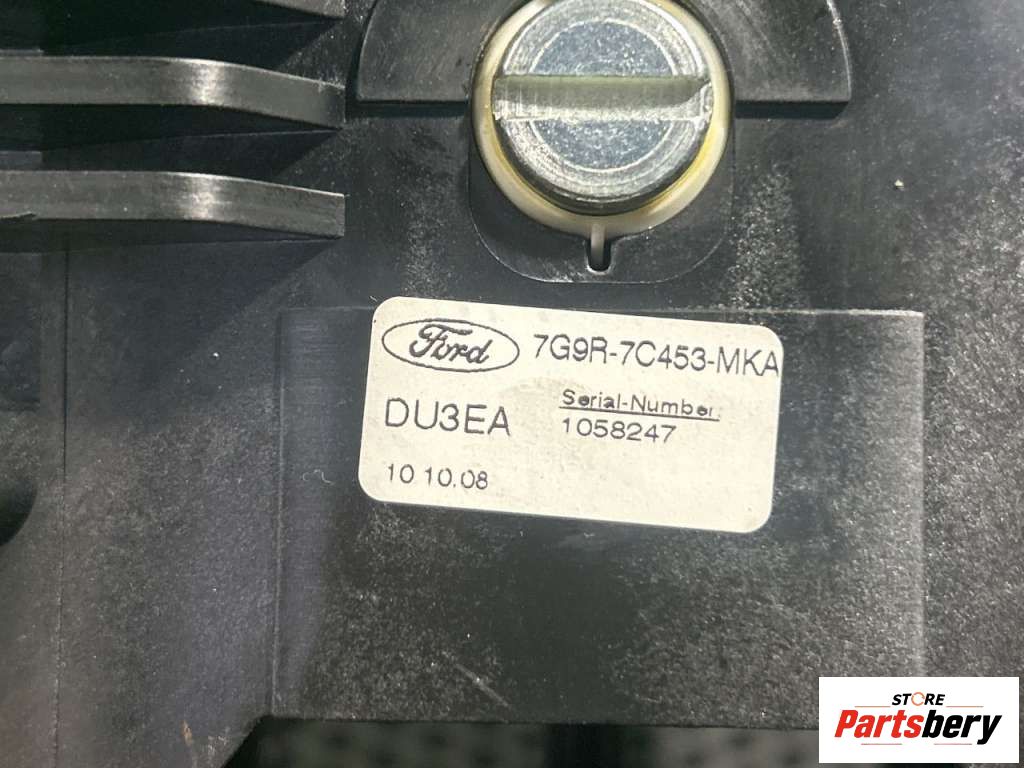 Ford 7G9R-7C453-MKA
DU3EA
Serial-Number:
1058247
10.10.08
STORE
Partsbery